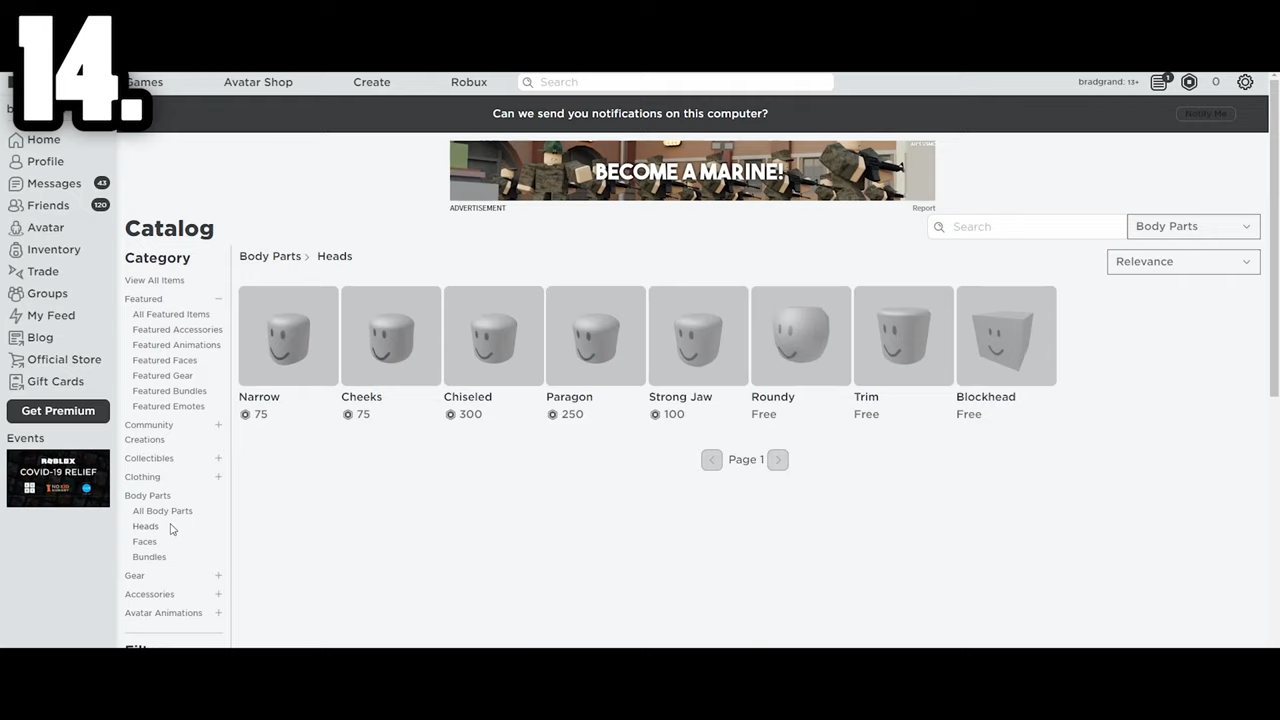 14.
Games
Avatar Shop
Create
Robux
Search
bradgrand: 13+
1
0
Can we send you notifications on this computer?
Notify Me
Home
Profile
Messages
43
Friends
120
Avatar
Inventory
Trade
Groups
My Feed
Blog
Official Store
Gift Cards
Get Premium
Events
ROBLOX
COVID-19 RELIEF
BECOME A MARINE!
ADVERTISEMENT
Report
Catalog
Search
Body Parts
Relevance
Category
View All Items
Featured
All Featured Items
Featured Accessories
Featured Animations
Featured Faces
Featured Gear
Featured Bundles
Featured Emotes
Community
Creations
Collectibles
Clothing
Body Parts
All Body Parts
Heads
Faces
Bundles
Gear
Accessories
Avatar Animations
Body Parts > Heads
Narrow
75
Cheeks
75
Chiseled
300
Paragon
250
Strong Jaw
100
Roundy
Free
Trim
Free
Blockhead
Free
< Page 1 >